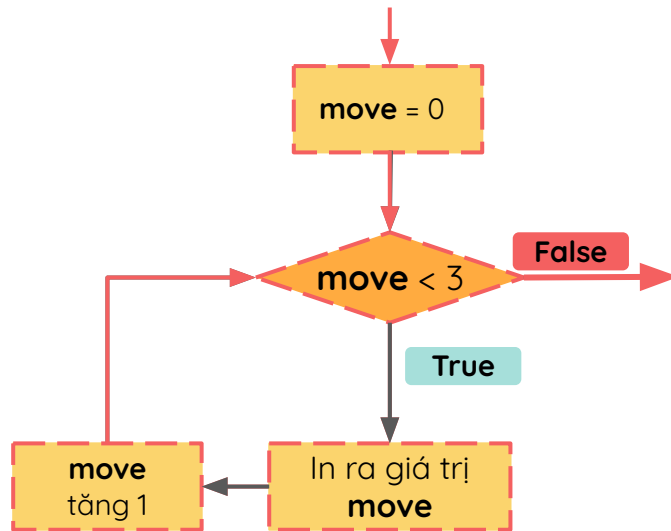 move = 0
move < 3
False
True
In ra giá trị
move
move
tăng 1